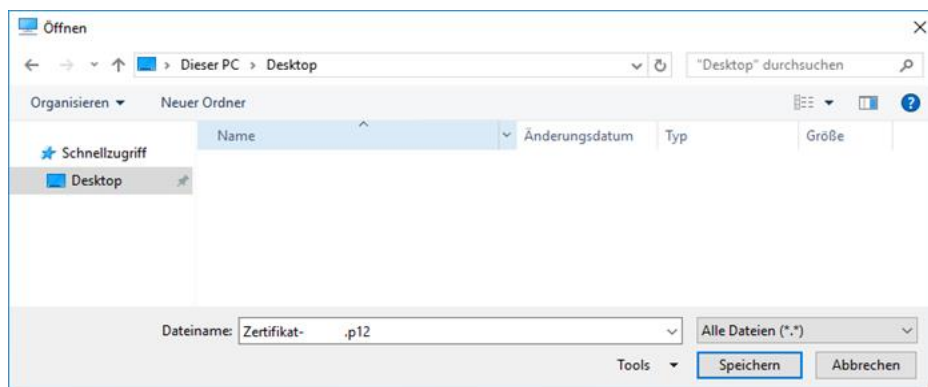 Öffnen
Dieser PC > Desktop
"Desktop" durchsuchen
Organisieren
Neuer Ordner
Name
Änderungsdatum
Typ
Größe
Schnellzugriff
Desktop
Dateiname: Zertifikat- .p12
Alle Dateien (*.*)
Tools
Speichern
Abbrechen